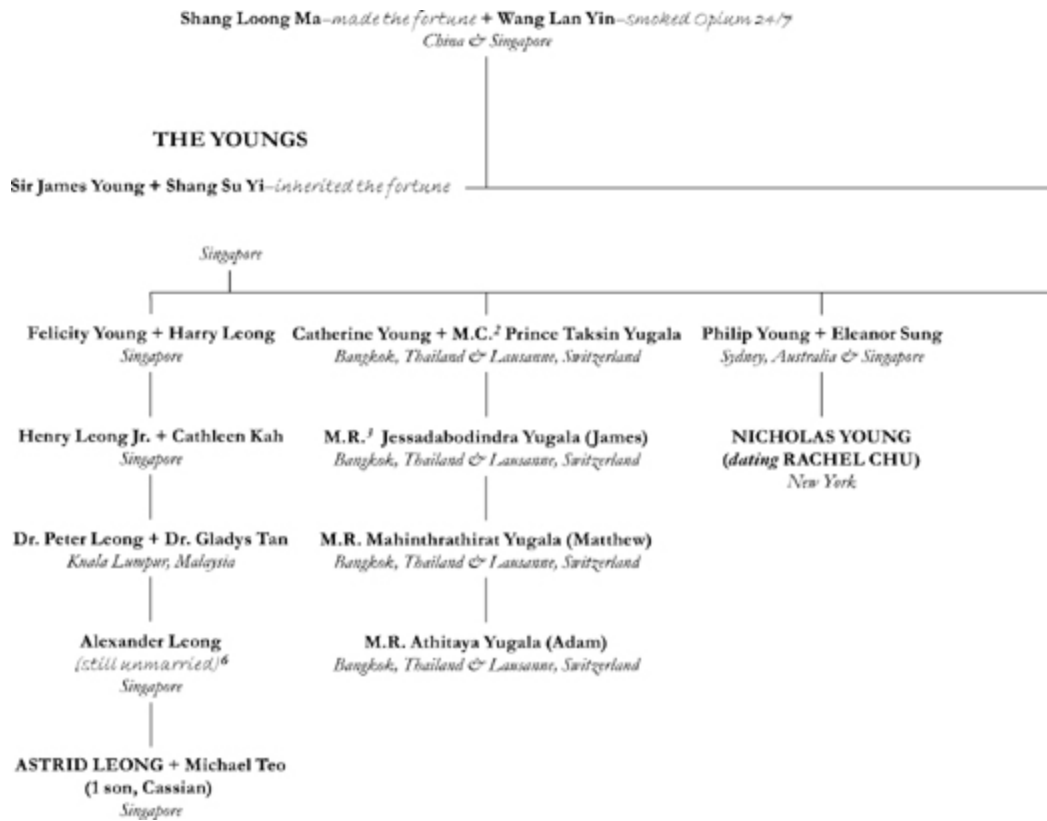 Shang Loong Ma–made the fortune + Wang Lan Yin–smoked Opium 24/7
China & Singapore
THE YOUNGS
Sir James Young + Shang Su Yi–inherited the fortune
Singapore
Felicity Young + Harry Leong
Singapore
Catherine Young + M.C.² Prince Taksin Yugala
Bangkok, Thailand & Lausanne, Switzerland
Philip Young + Eleanor Sung
Sydney, Australia & Singapore
Henry Leong Jr. + Cathleen Kah
Singapore
M.R.³ Jessadabodindra Yugala (James)
Bangkok, Thailand & Lausanne, Switzerland
NICHOLAS YOUNG
(dating RACHEL CHU)
New York
Dr. Peter Leong + Dr. Gladys Tan
Kuala Lumpur, Malaysia
M.R. Mahinthrathirat Yugala (Matthew)
Bangkok, Thailand & Lausanne, Switzerland
Alexander Leong
(still unmarried)⁶
Singapore
M.R. Athitaya Yugala (Adam)
Bangkok, Thailand & Lausanne, Switzerland
ASTRID LEONG + Michael Teo
(1 son, Cassian)
Singapore